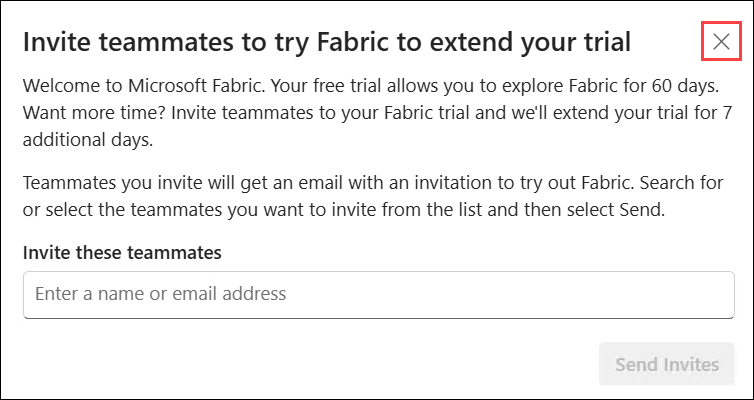 Invite teammates to try Fabric to extend your trial
Welcome to Microsoft Fabric. Your free trial allows you to explore Fabric for 60 days.
Want more time? Invite teammates to your Fabric trial and we'll extend your trial for 7
additional days.
Teammates you invite will get an email with an invitation to try out Fabric. Search for
or select the teammates you want to invite from the list and then select Send.
Invite these teammates
Enter a name or email address
Send Invites